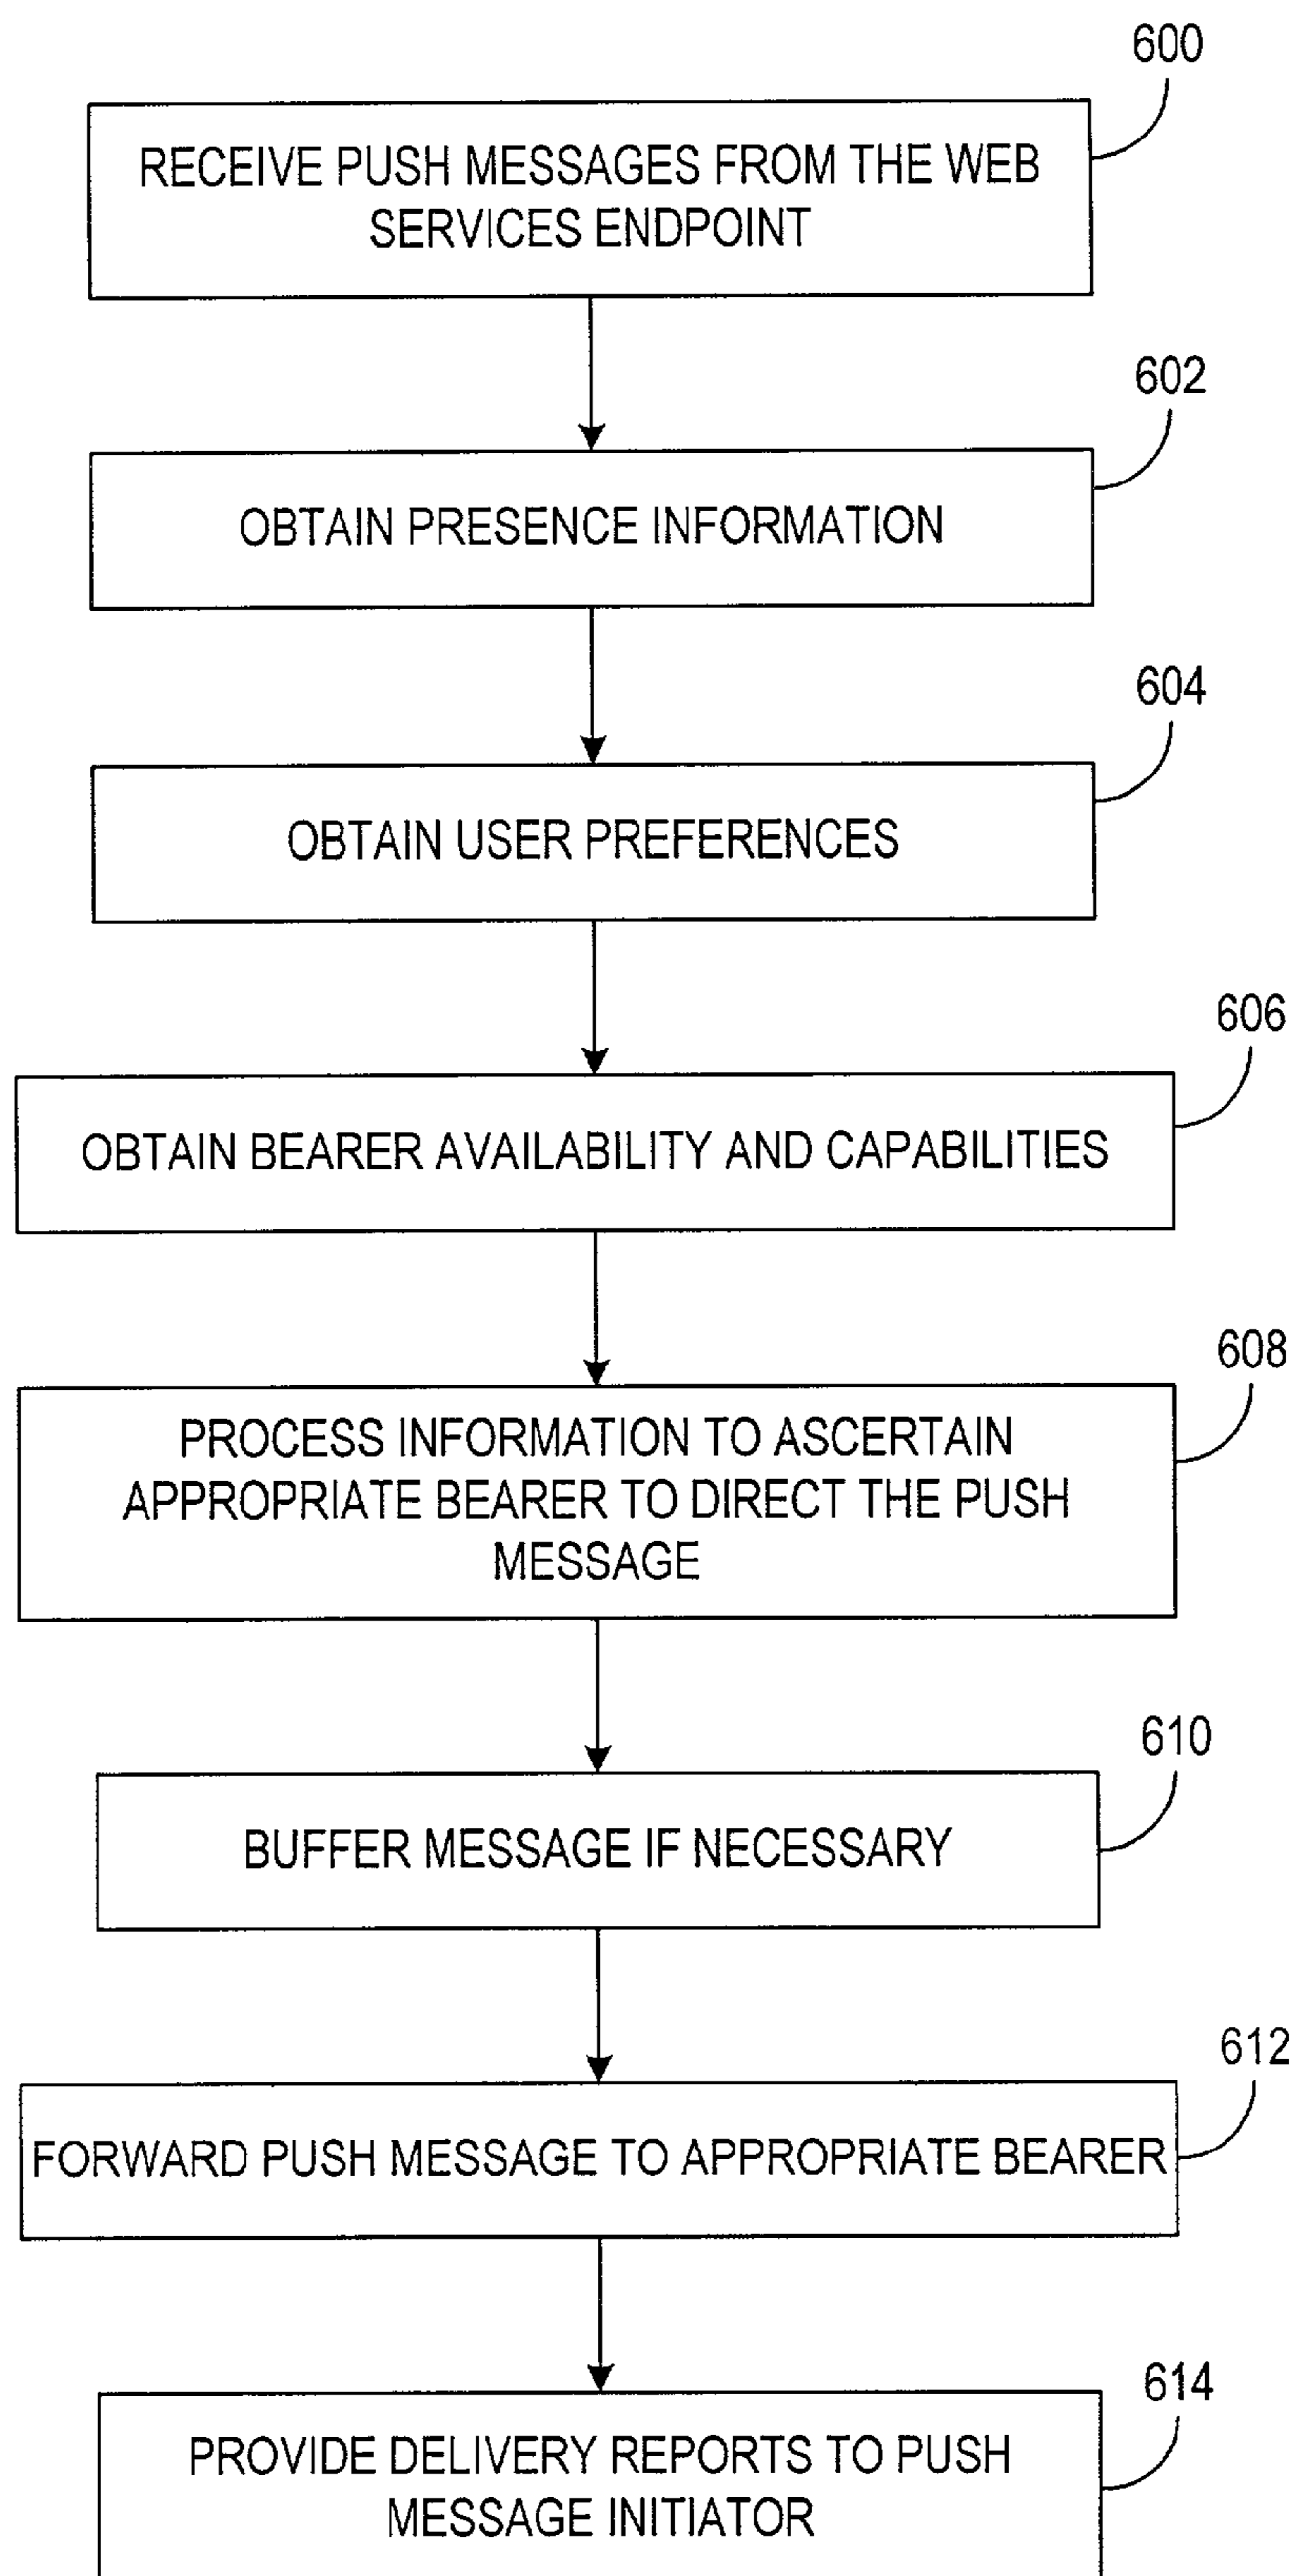 600
RECEIVE PUSH MESSAGES FROM THE WEB
SERVICES ENDPOINT
602
OBTAIN PRESENCE INFORMATION
604
OBTAIN USER PREFERENCES
606
OBTAIN BEARER AVAILABILITY AND CAPABILITIES
608
PROCESS INFORMATION TO ASCERTAIN
APPROPRIATE BEARER TO DIRECT THE PUSH
MESSAGE
610
BUFFER MESSAGE IF NECESSARY
612
FORWARD PUSH MESSAGE TO APPROPRIATE BEARER
614
PROVIDE DELIVERY REPORTS TO PUSH
MESSAGE INITIATOR